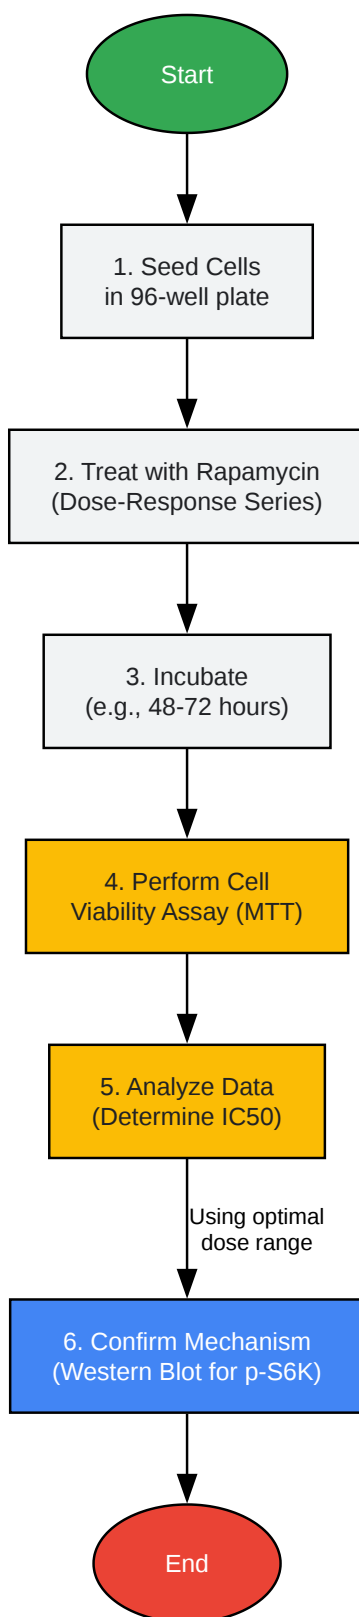 Start
1. Seed Cells
in 96-well plate
2. Treat with Rapamycin
(Dose-Response Series)
3. Incubate
(e.g., 48-72 hours)
4. Perform Cell
Viability Assay (MTT)
5. Analyze Data
(Determine IC50)
Using optimal
dose range
6. Confirm Mechanism
(Western Blot for p-S6K)
End